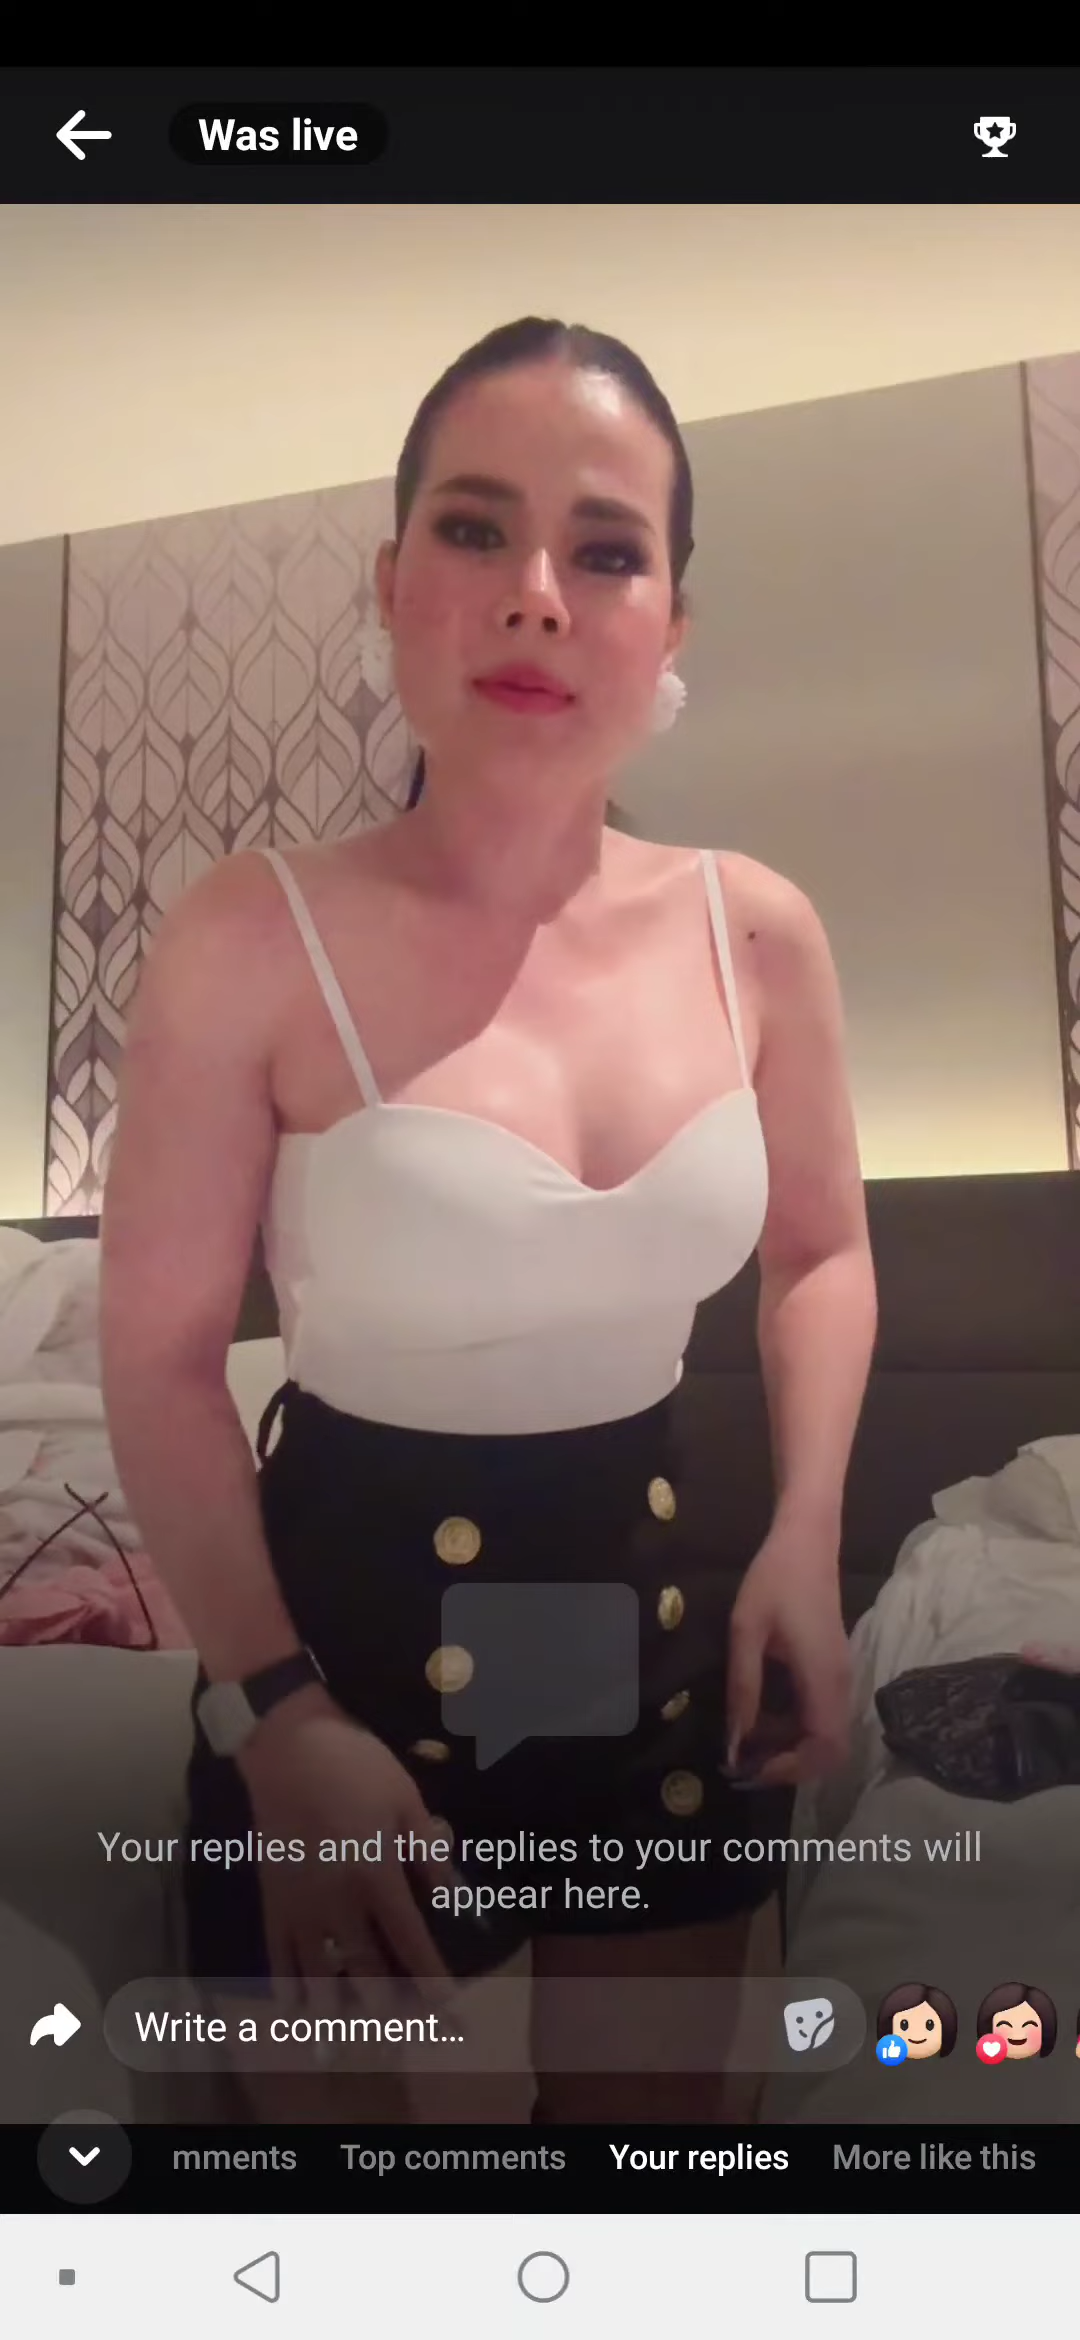 Was live
Your replies and the replies to your comments will
appear here.
Write a comment...
mments Top comments Your replies More like this